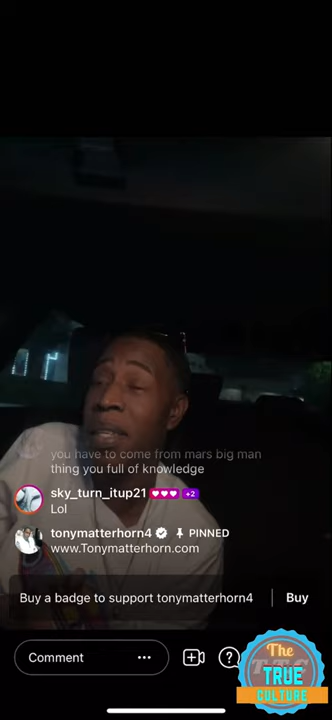 you have to come from mars big man
thing you full of knowledge
sky_turn_itup21 +2
Lol
tonymatterhorn4 PINNED
www.Tonymatterhorn.com
Buy a badge to support tonymatterhorn4
Buy
Comment
The
TRUE
CULTURE